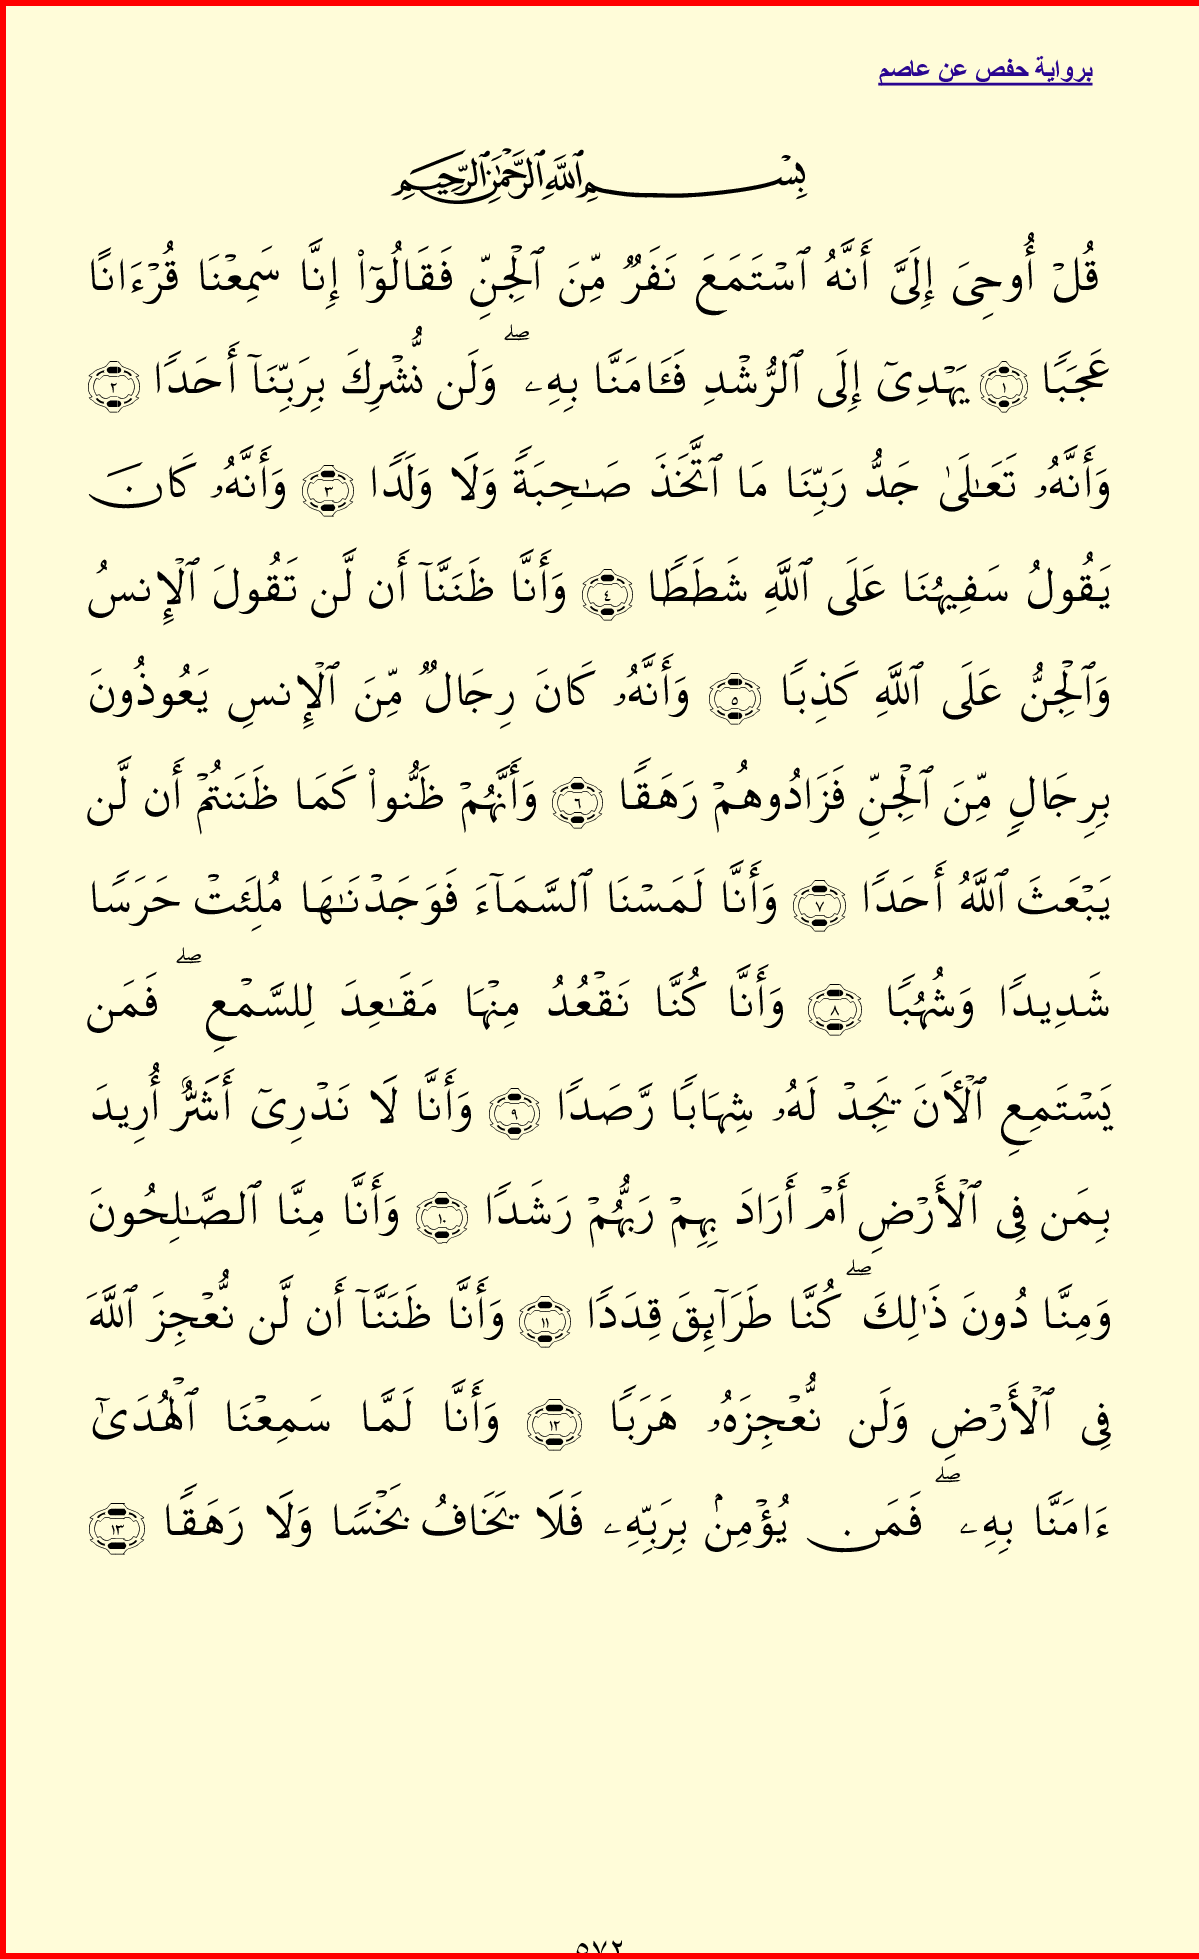 برواية حفص عن عاصم
بِسْمِ ٱللَّهِ ٱلرَّحْمَٰنِ ٱلرَّحِيمِ
قُلْ أُوحِىَ إِلَىَّ أَنَّهُ ٱسْتَمَعَ نَفَرٌ مِّنَ ٱلْجِنِّ فَقَالُوٓا۟ إِنَّا سَمِعْنَا قُرْءَانًا
عَجَبًا ١ يَهْدِىٓ إِلَى ٱلرُّشْدِ فَـَٔامَنَّا بِهِۦ ۖ وَلَن نُّشْرِكَ بِرَبِّنَآ أَحَدًا ٢
وَأَنَّهُۥ تَعَـٰلَىٰ جَدُّ رَبِّنَا مَا ٱتَّخَذَ صَـٰحِبَةً وَلَا وَلَدًا ٣ وَأَنَّهُۥ كَانَ
يَقُولُ سَفِيهُنَا عَلَى ٱللَّهِ شَطَطًا ٤ وَأَنَّا ظَنَنَّآ أَن لَّن تَقُولَ ٱلْإِنسُ
وَٱلْجِنُّ عَلَى ٱللَّهِ كَذِبًا ٥ وَأَنَّهُۥ كَانَ رِجَالٌ مِّنَ ٱلْإِنسِ يَعُوذُونَ
بِرِجَالٍ مِّنَ ٱلْجِنِّ فَزَادُوهُمْ رَهَقًا ٦ وَأَنَّهُمْ ظَنُّوا۟ كَمَا ظَنَنتُمْ أَن لَّن
يَبْعَثَ ٱللَّهُ أَحَدًا ٧ وَأَنَّا لَمَسْنَا ٱلسَّمَآءَ فَوَجَدْنَـٰهَا مُلِئَتْ حَرَسًا
شَدِيدًا وَشُهُبًا ٨ وَأَنَّا كُنَّا نَقْعُدُ مِنْهَا مَقَـٰعِدَ لِلسَّمْعِ ۖ فَمَن
يَسْتَمِعِ ٱلْـَٔانَ يَجِدْ لَهُۥ شِهَابًا رَّصَدًا ٩ وَأَنَّا لَا نَدْرِىٓ أَشَرٌّ أُرِيدَ
بِمَن فِى ٱلْأَرْضِ أَمْ أَرَادَ بِهِمْ رَبُّهُمْ رَشَدًا ١٠ وَأَنَّا مِنَّا ٱلصَّـٰلِحُونَ
وَمِنَّا دُونَ ذَٰلِكَ ۖ كُنَّا طَرَآئِقَ قِدَدًا ١١ وَأَنَّا ظَنَنَّآ أَن لَّن نُّعْجِزَ ٱللَّهَ
فِى ٱلْأَرْضِ وَلَن نُّعْجِزَهُۥ هَرَبًا ١٢ وَأَنَّا لَمَّا سَمِعْنَا ٱلْهُدَىٰٓ
ءَامَنَّا بِهِۦ ۖ فَمَن يُؤْمِنۢ بِرَبِّهِۦ فَلَا يَخَافُ بَخْسًا وَلَا رَهَقًا ١٣
٥٧٢